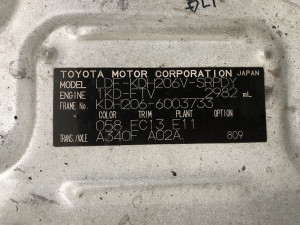 TOYOTA MOTOR CORPORATION JAPAN
MODEL LDF-KDH206V-SRPDY
ENGINE 1KD-FTV 2982 mL
FRAME No. KDH206-6003733
COLOR TRIM PLANT OPTION
058 FC13 E11
TRANS./AXLE A340F A02A 809